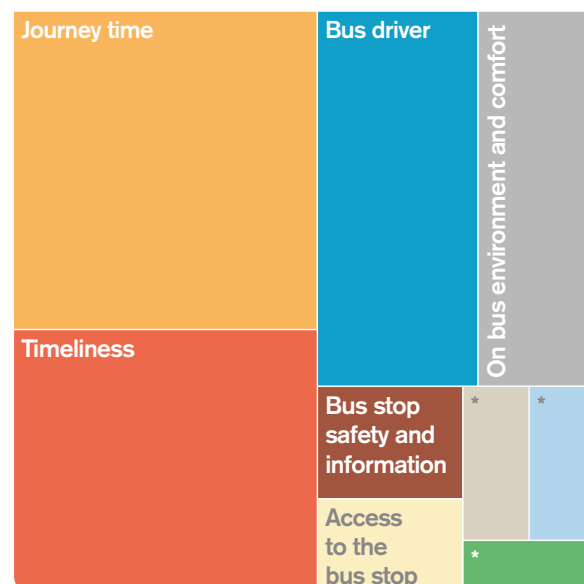 Journey time
Bus driver
On bus environment and comfort
Timeliness
Bus stop
safety and
information
*
*
Access
to the
bus stop
*